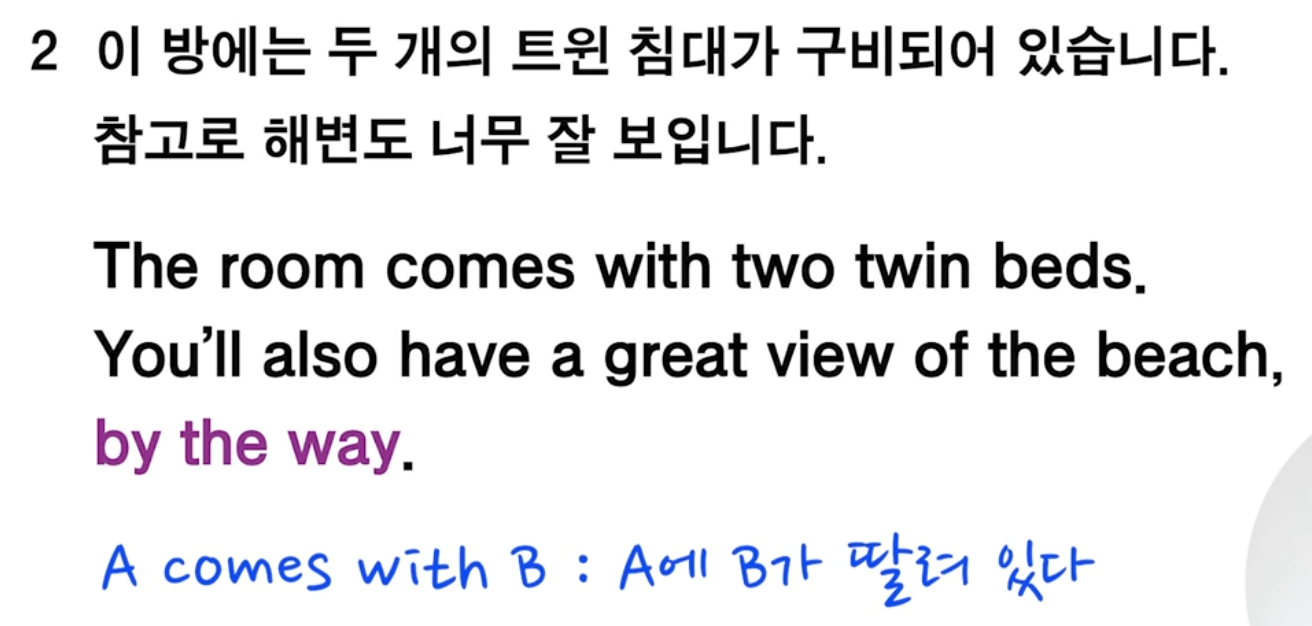 2 이 방에는 두 개의 트윈 침대가 구비되어 있습니다.
참고로 해변도 너무 잘 보입니다.
The room comes with two twin beds.
You'll also have a great view of the beach,
by the way.
A comes with B : A에 B가 딸려 있다